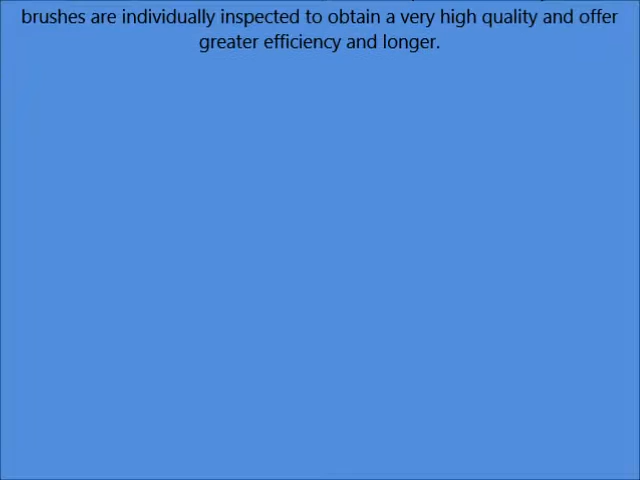 brushes are individually inspected to obtain a very high quality and offer
greater efficiency and longer.